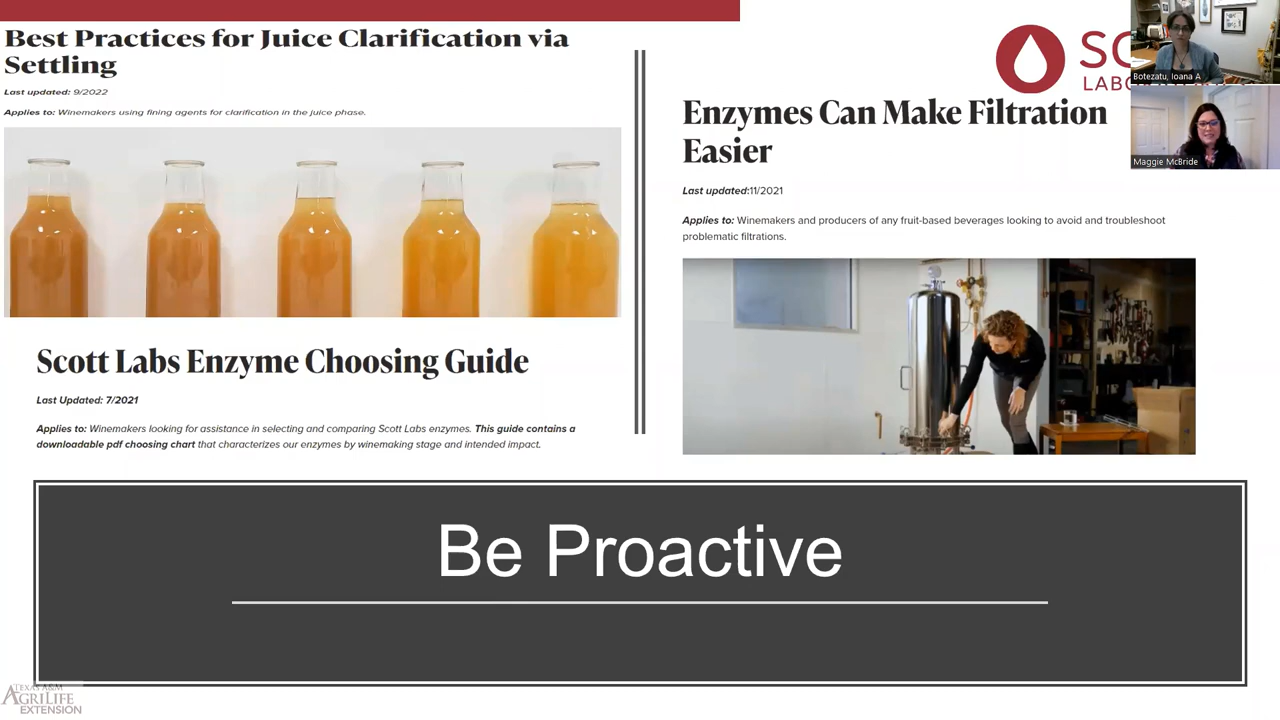 Best Practices for Juice Clarification via
Settling
Last updated: 9/2022
Applies to: Winemakers using fining agents for clarification in the juice phase.
Scott Labs Enzyme Choosing Guide
Last Updated: 7/2021
Applies to: Winemakers looking for assistance in selecting and comparing Scott Labs enzymes. This guide contains a
downloadable pdf choosing chart that characterizes our enzymes by winemaking stage and intended impact.
Enzymes Can Make Filtration
Easier
Last updated:11/2021
Applies to: Winemakers and producers of any fruit-based beverages looking to avoid and troubleshoot
problematic filtrations.
Botezatu, Ioana A
Maggie McBride
Be Proactive
TEXAS A&M
AGRILIFE
EXTENSION